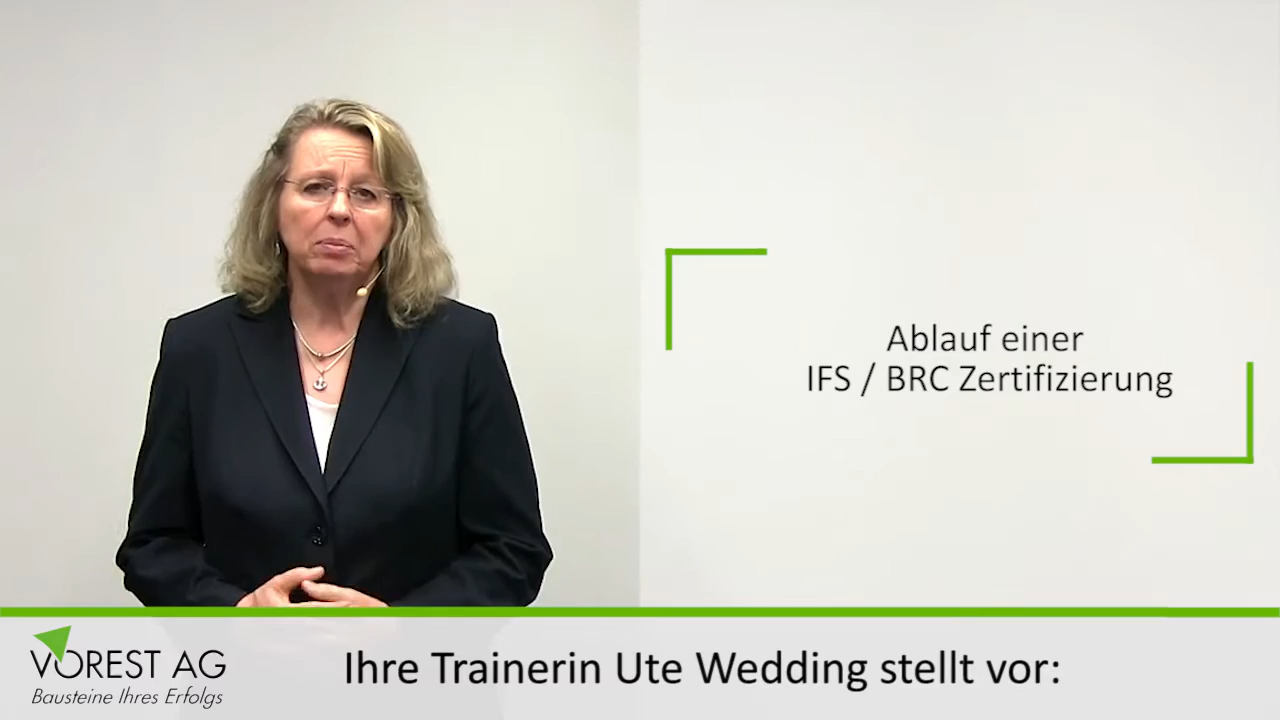 Ablauf einer
IFS / BRC Zertifizierung
VOREST AG
Bausteine Ihres Erfolgs
Ihre Trainerin Ute Wedding stellt vor: